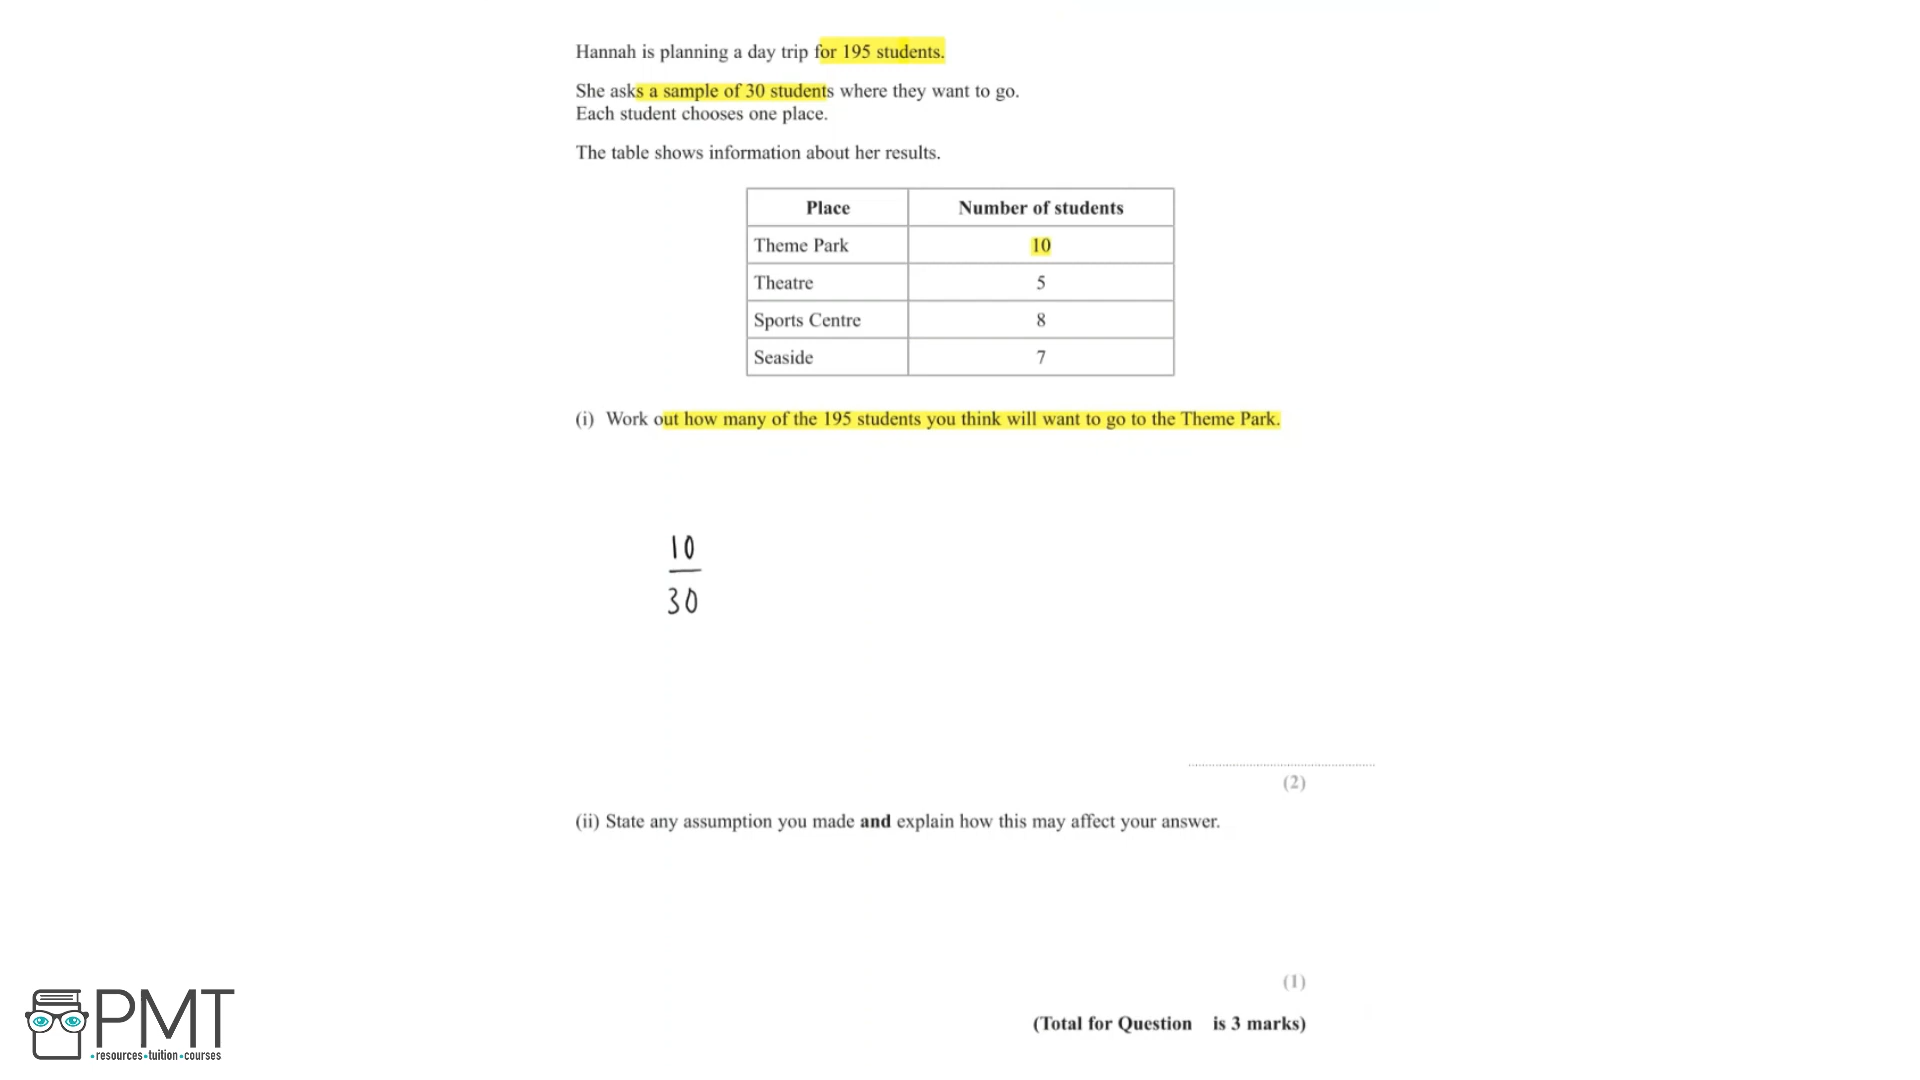 Hannah is planning a day trip for 195 students.
She asks a sample of 30 students where they want to go.
Each student chooses one place.
The table shows information about her results.
Place Number of students
Theme Park 10
Theatre 5
Sports Centre 8
Seaside 7
(i) Work out how many of the 195 students you think will want to go to the Theme Park.
10
30
(2)
(ii) State any assumption you made and explain how this may affect your answer.
(1)
(Total for Question is 3 marks)
PMT
•resources•tuition•courses